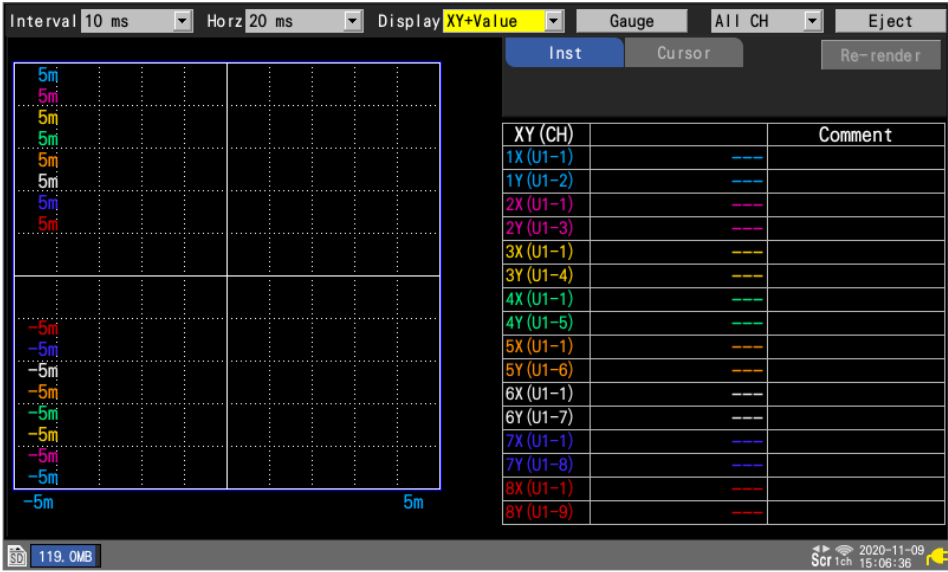 Interval 10 ms Horz 20 ms Display XY+Value Gauge All CH Eject
Inst Cursor Re-render
5m
5m
5m
5m
5m
5m
5m
5m
-5m
-5m
-5m
-5m
-5m
-5m
-5m
-5m
-5m 5m
XY(CH) Comment
1X(U1-1) ---
1Y(U1-2) ---
2X(U1-1) ---
2Y(U1-3) ---
3X(U1-1) ---
3Y(U1-4) ---
4X(U1-1) ---
4Y(U1-5) ---
5X(U1-1) ---
5Y(U1-6) ---
6X(U1-1) ---
6Y(U1-7) ---
7X(U1-1) ---
7Y(U1-8) ---
8X(U1-1) ---
8Y(U1-9) ---
SD 119.0MB
Scr 1ch 2020-11-09
15:06:36